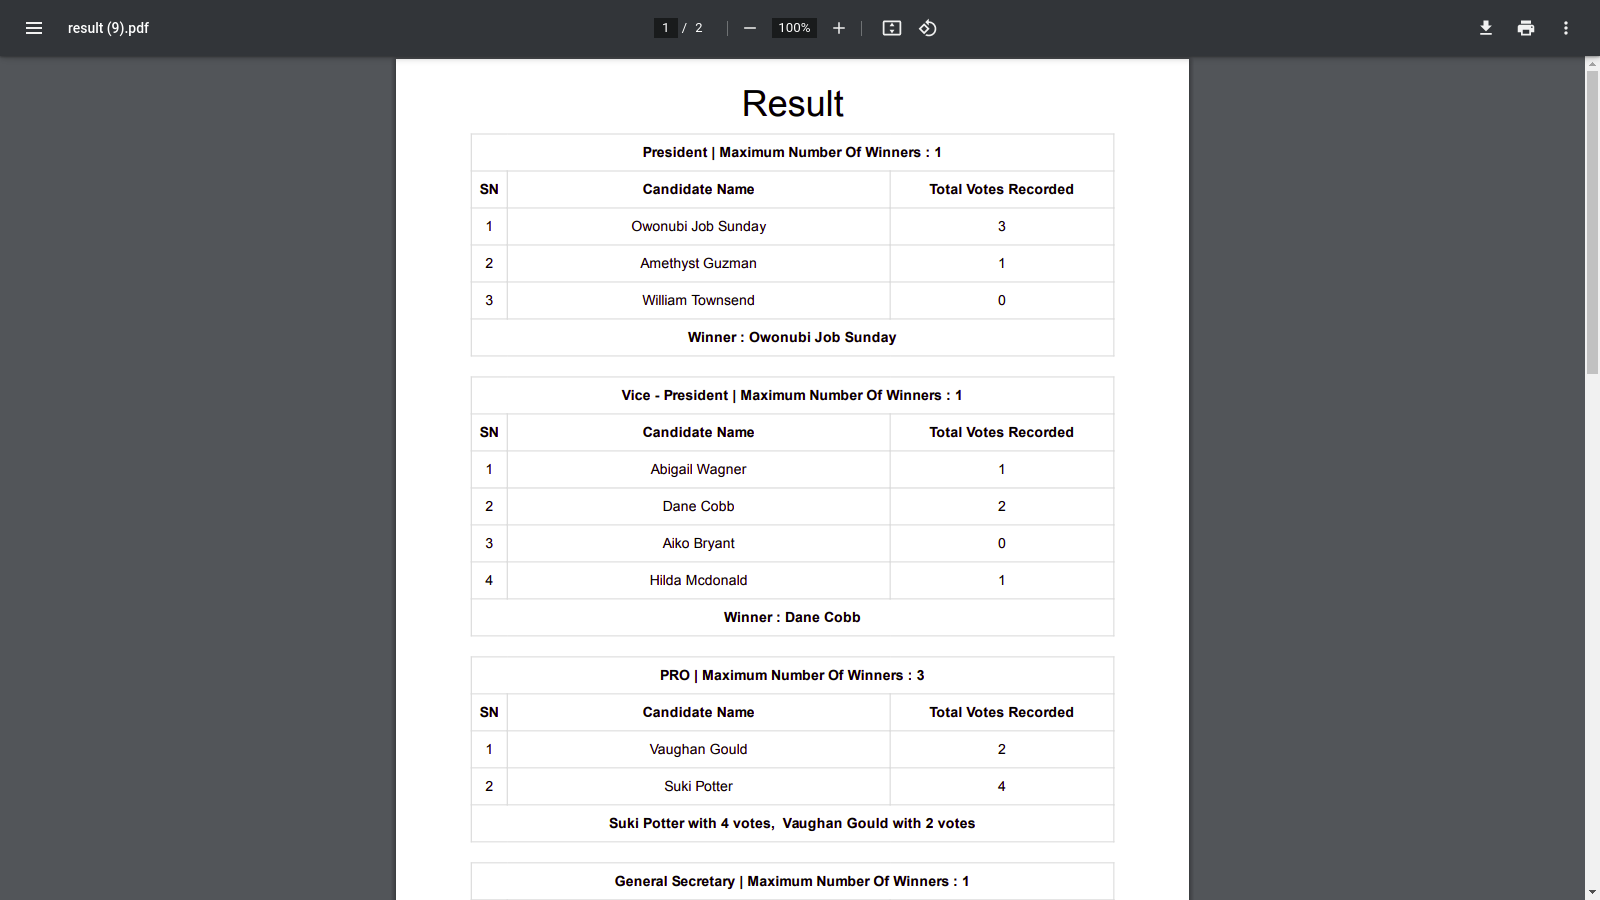 result (9).pdf
1 / 2
100%
Result
President | Maximum Number Of Winners : 1
SN Candidate Name Total Votes Recorded
1 Owonubi Job Sunday 3
2 Amethyst Guzman 1
3 William Townsend 0
Winner : Owonubi Job Sunday
Vice - President | Maximum Number Of Winners : 1
SN Candidate Name Total Votes Recorded
1 Abigail Wagner 1
2 Dane Cobb 2
3 Aiko Bryant 0
4 Hilda Mcdonald 1
Winner : Dane Cobb
PRO | Maximum Number Of Winners : 3
SN Candidate Name Total Votes Recorded
1 Vaughan Gould 2
2 Suki Potter 4
Suki Potter with 4 votes,  Vaughan Gould with 2 votes
General Secretary | Maximum Number Of Winners : 1